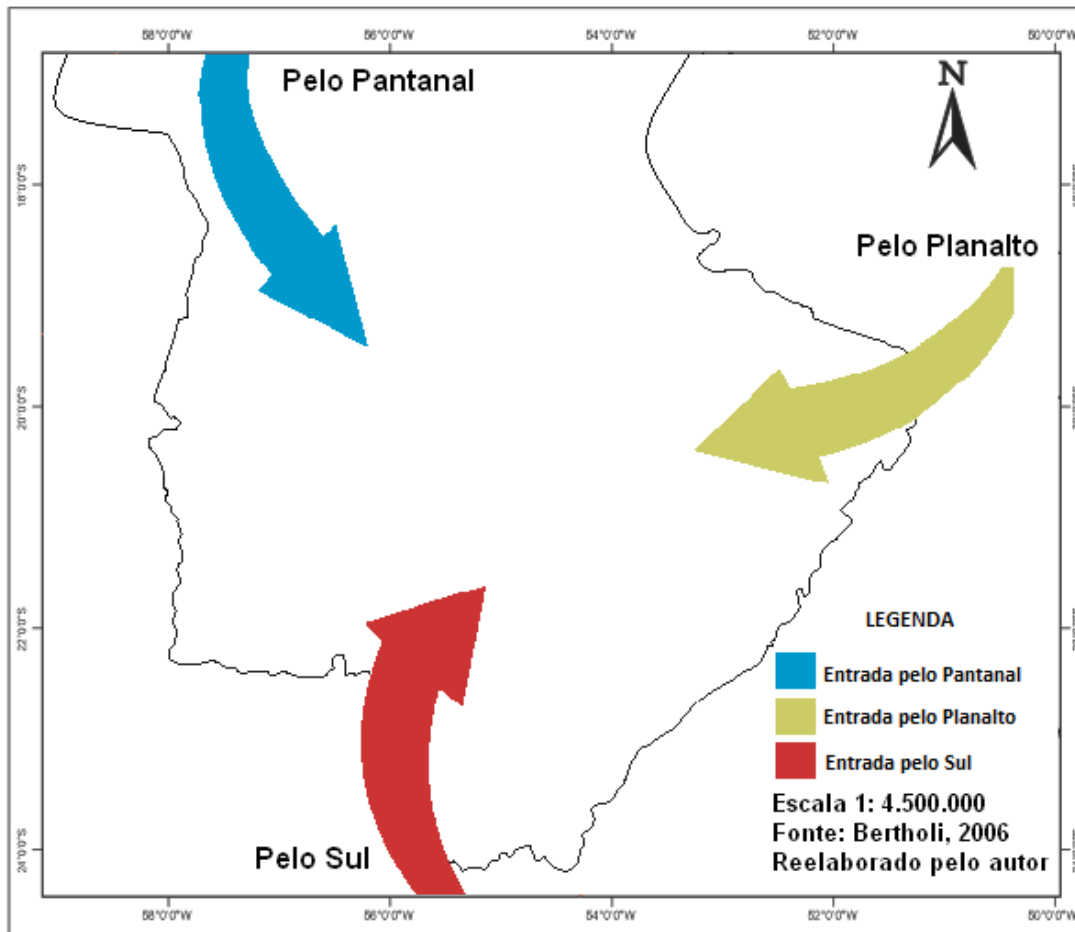 58°0'0"W 56°0'0"W 54°0'0"W 52°0'0"W 50°0'0"W
Pelo Pantanal
N
18°0'0"S
Pelo Planalto
20°0'0"S
22°0'0"S
LEGENDA
Entrada pelo Pantanal
Entrada pelo Planalto
Entrada pelo Sul
Escala 1: 4.500.000
Fonte: Bertholi, 2006
Reelaborado pelo autor
Pelo Sul
24°0'0"S
58°0'0"W 56°0'0"W 54°0'0"W 52°0'0"W 50°0'0"W